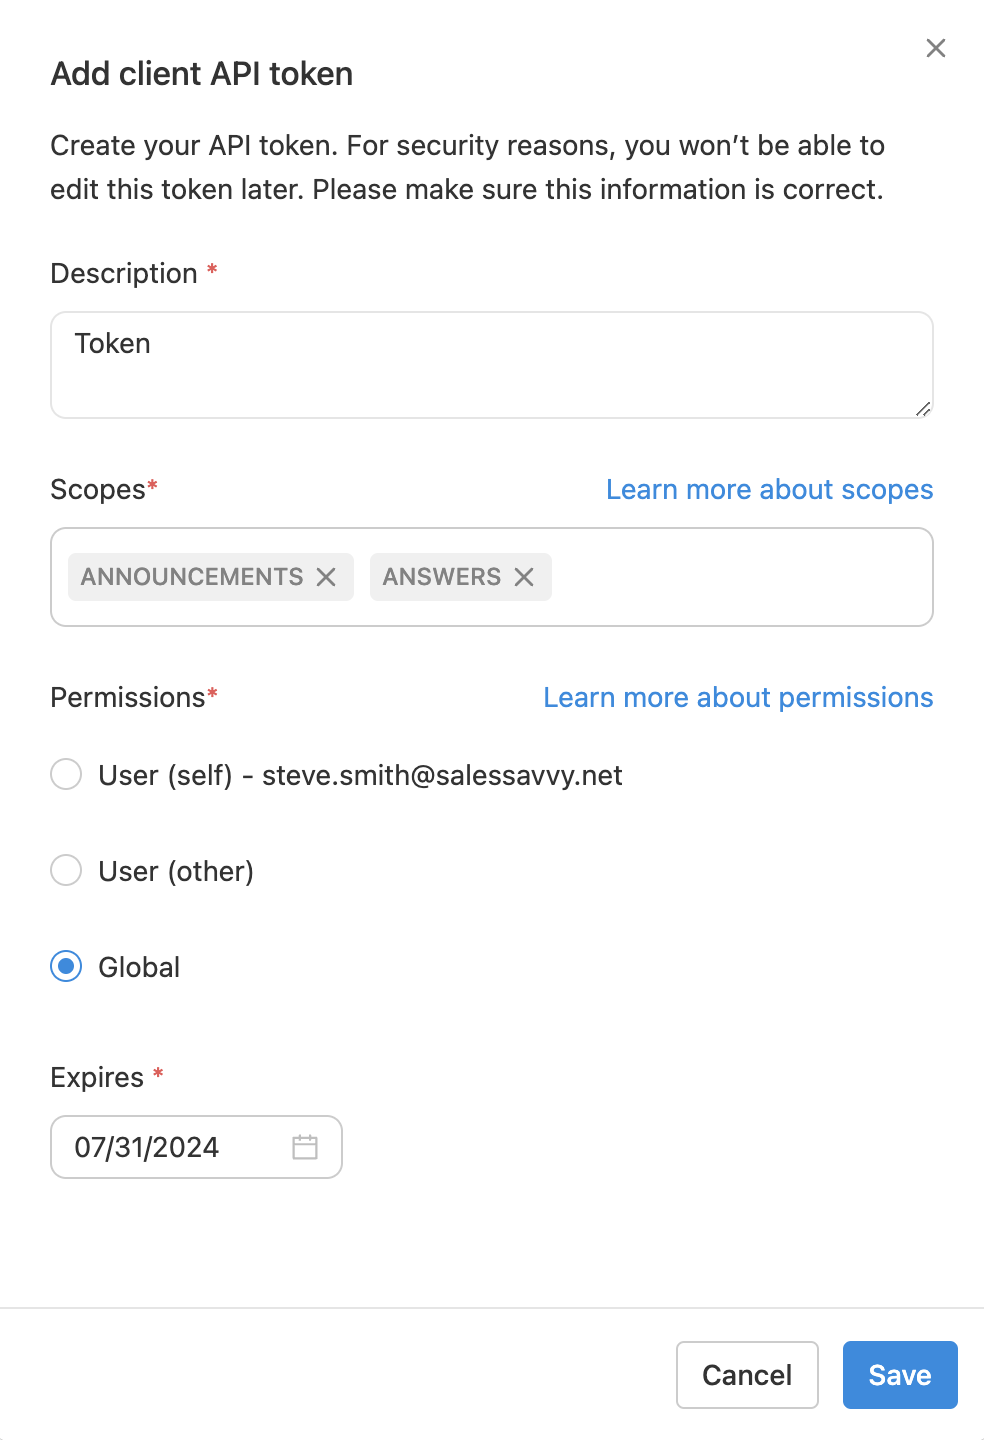 Add client API token
Create your API token. For security reasons, you won’t be able to
edit this token later. Please make sure this information is correct.
Description *
Token
Scopes* Learn more about scopes
ANNOUNCEMENTS ANSWERS
Permissions* Learn more about permissions
User (self) - steve.smith@salessavvy.net
User (other)
Global
Expires *
07/31/2024
Cancel Save